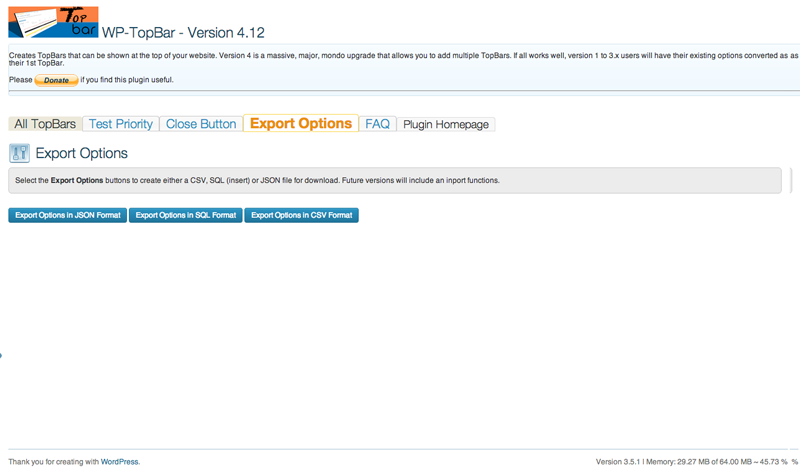 Top
bar
WP-TopBar - Version 4.12
Creates TopBars that can be shown at the top of your website. Version 4 is a massive, major, mondo upgrade that allows you to add multiple TopBars. If all works well, version 1 to 3.x users will have their existing options converted as as
their 1st TopBar.
Please Donate if you find this plugin useful.
All TopBars Test Priority Close Button Export Options FAQ Plugin Homepage
Export Options
Select the Export Options buttons to create either a CSV, SQL (insert) or JSON file for download. Future versions will include an inport functions.
Export Options in JSON Format Export Options in SQL Format Export Options in CSV Format
Thank you for creating with WordPress. Version 3.5.1 | Memory: 29.27 MB of 64.00 MB – 45.73 % %